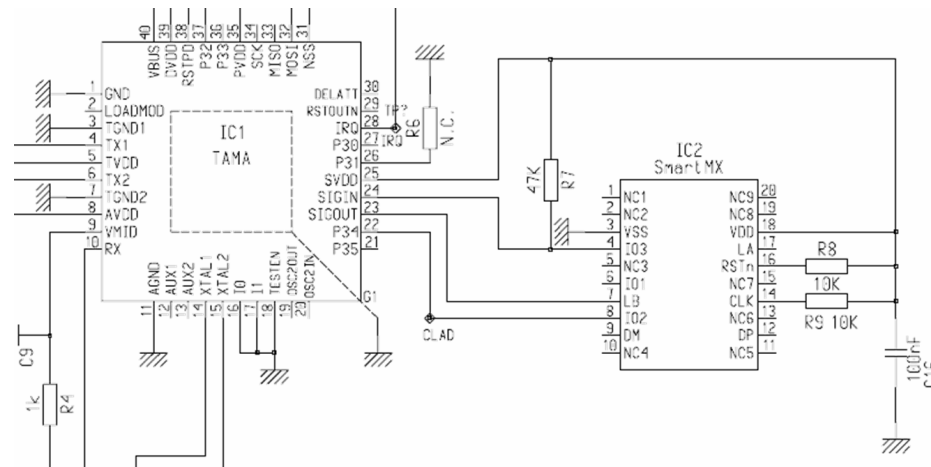 40 39 38 37 36 35 34 33 32 31
VBUS DVDD RSTPD P32 P33 PVDD SCK MISO MOSI NSS
IC1
TAMA
1 GND
2 LOADMOD
3 TGND1
4 TX1
5 TVDD
6 TX2
7 TGND2
8 AVDD
9 VMID
10 RX
DELATT 30
RSTOUTN 29
IRQ 28
P30 27
P31 26
SVDD 25
SIGIN 24
SIGOUT 23
P34 22
P35 21
AGND AUX1 AUX2 XTAL1 XTAL2 I0 I1 TESTEN OSC2OUT OSC2IN
11 12 13 14 15 16 17 18 19 20
G1
IRQ
R6
N.C.
47K
R7
CLAD
IC2
SmartMX
1 NC1
2 NC2
3 VSS
4 IO3
5 NC3
6 IO1
7 LB
8 IO2
9 DM
10 NC4
NC9 20
NC8 19
VDD 18
LA 17
RSTn 16
NC7 15
CLK 14
NC6 13
DP 12
NC5 11
R8
10K
R9 10K
100nF
C9
1k
R4